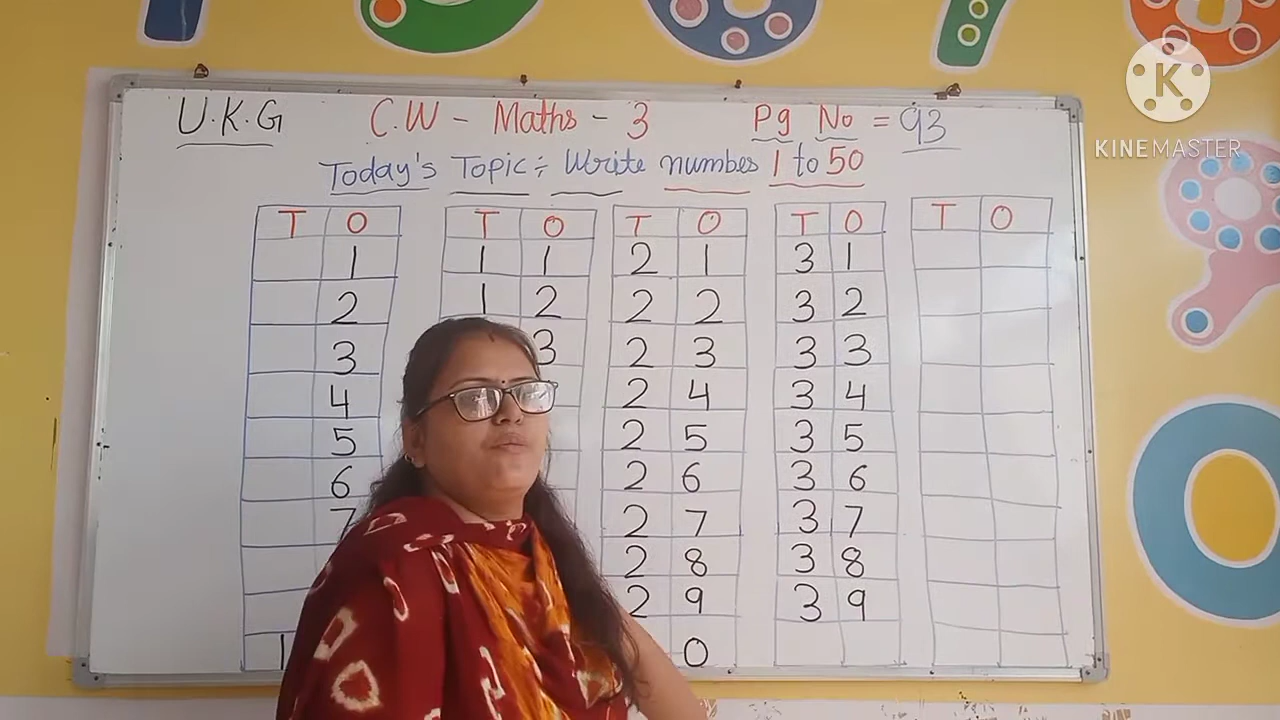 U.K.G C.W - Maths - 3 Pg No = 93
Today's Topic ÷ Write numbes 1 to 50
T O T O T O T O T O
1 1 1 2 1 3 1
2 1 2 2 2 3 2
3 3 2 3 3 3
4 2 4 3 4
5 2 5 3 5
6 2 6 3 6
7 2 7 3 7
2 8 3 8
2 9 3 9
1 0
K
KINEMASTER